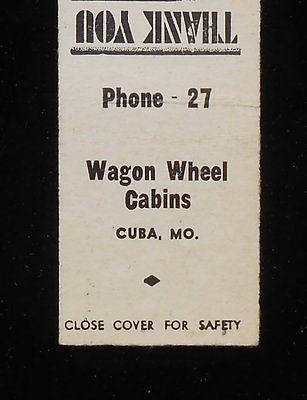 THANK YOU
Phone - 27
Wagon Wheel
Cabins
CUBA, MO.
CLOSE COVER FOR SAFETY